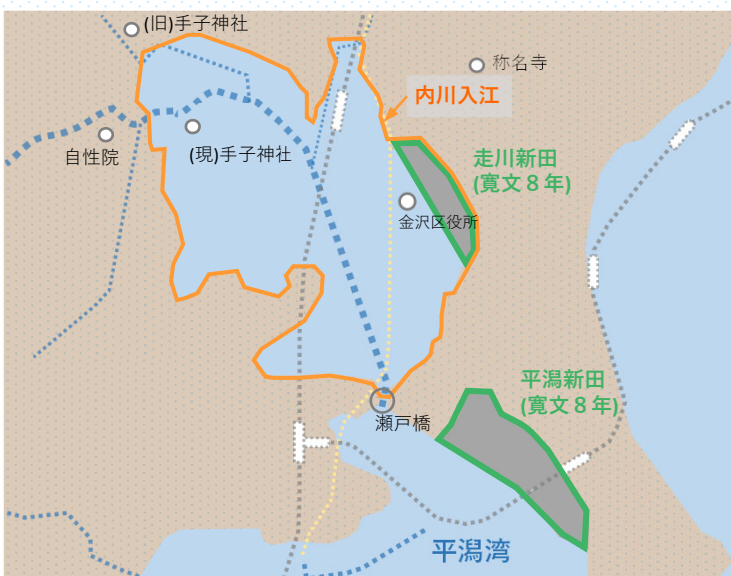 (旧)手子神社
称名寺
内川入江
自性院
(現)手子神社
走川新田
(寛文８年)
金沢区役所
平潟新田
(寛文８年)
瀬戸橋
平潟湾